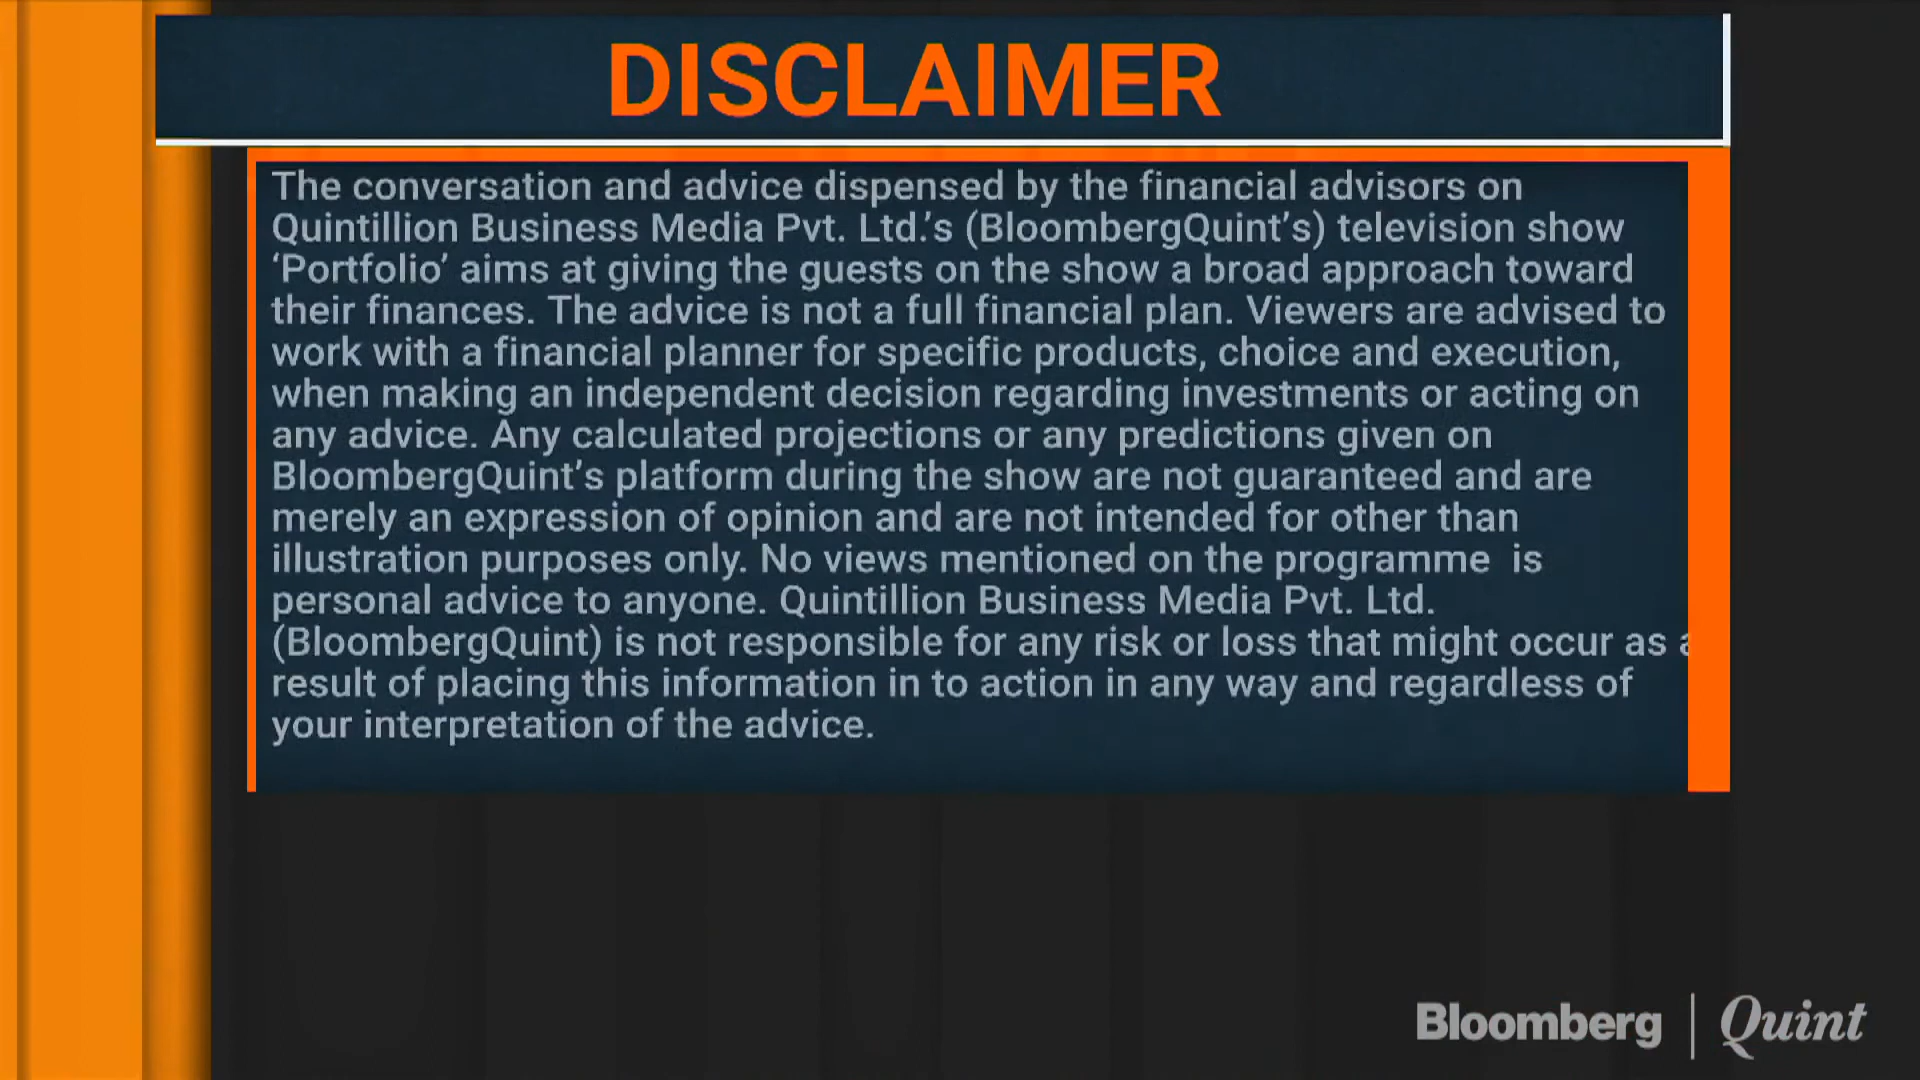 DISCLAIMER
The conversation and advice dispensed by the financial advisors on
Quintillion Business Media Pvt. Ltd.’s (BloombergQuint’s) television show
‘Portfolio’ aims at giving the guests on the show a broad approach toward
their finances. The advice is not a full financial plan. Viewers are advised to
work with a financial planner for specific products, choice and execution,
when making an independent decision regarding investments or acting on
any advice. Any calculated projections or any predictions given on
BloombergQuint’s platform during the show are not guaranteed and are
merely an expression of opinion and are not intended for other than
illustration purposes only. No views mentioned on the programme  is
personal advice to anyone. Quintillion Business Media Pvt. Ltd.
(BloombergQuint) is not responsible for any risk or loss that might occur as a
result of placing this information in to action in any way and regardless of
your interpretation of the advice.
Bloomberg | Quint